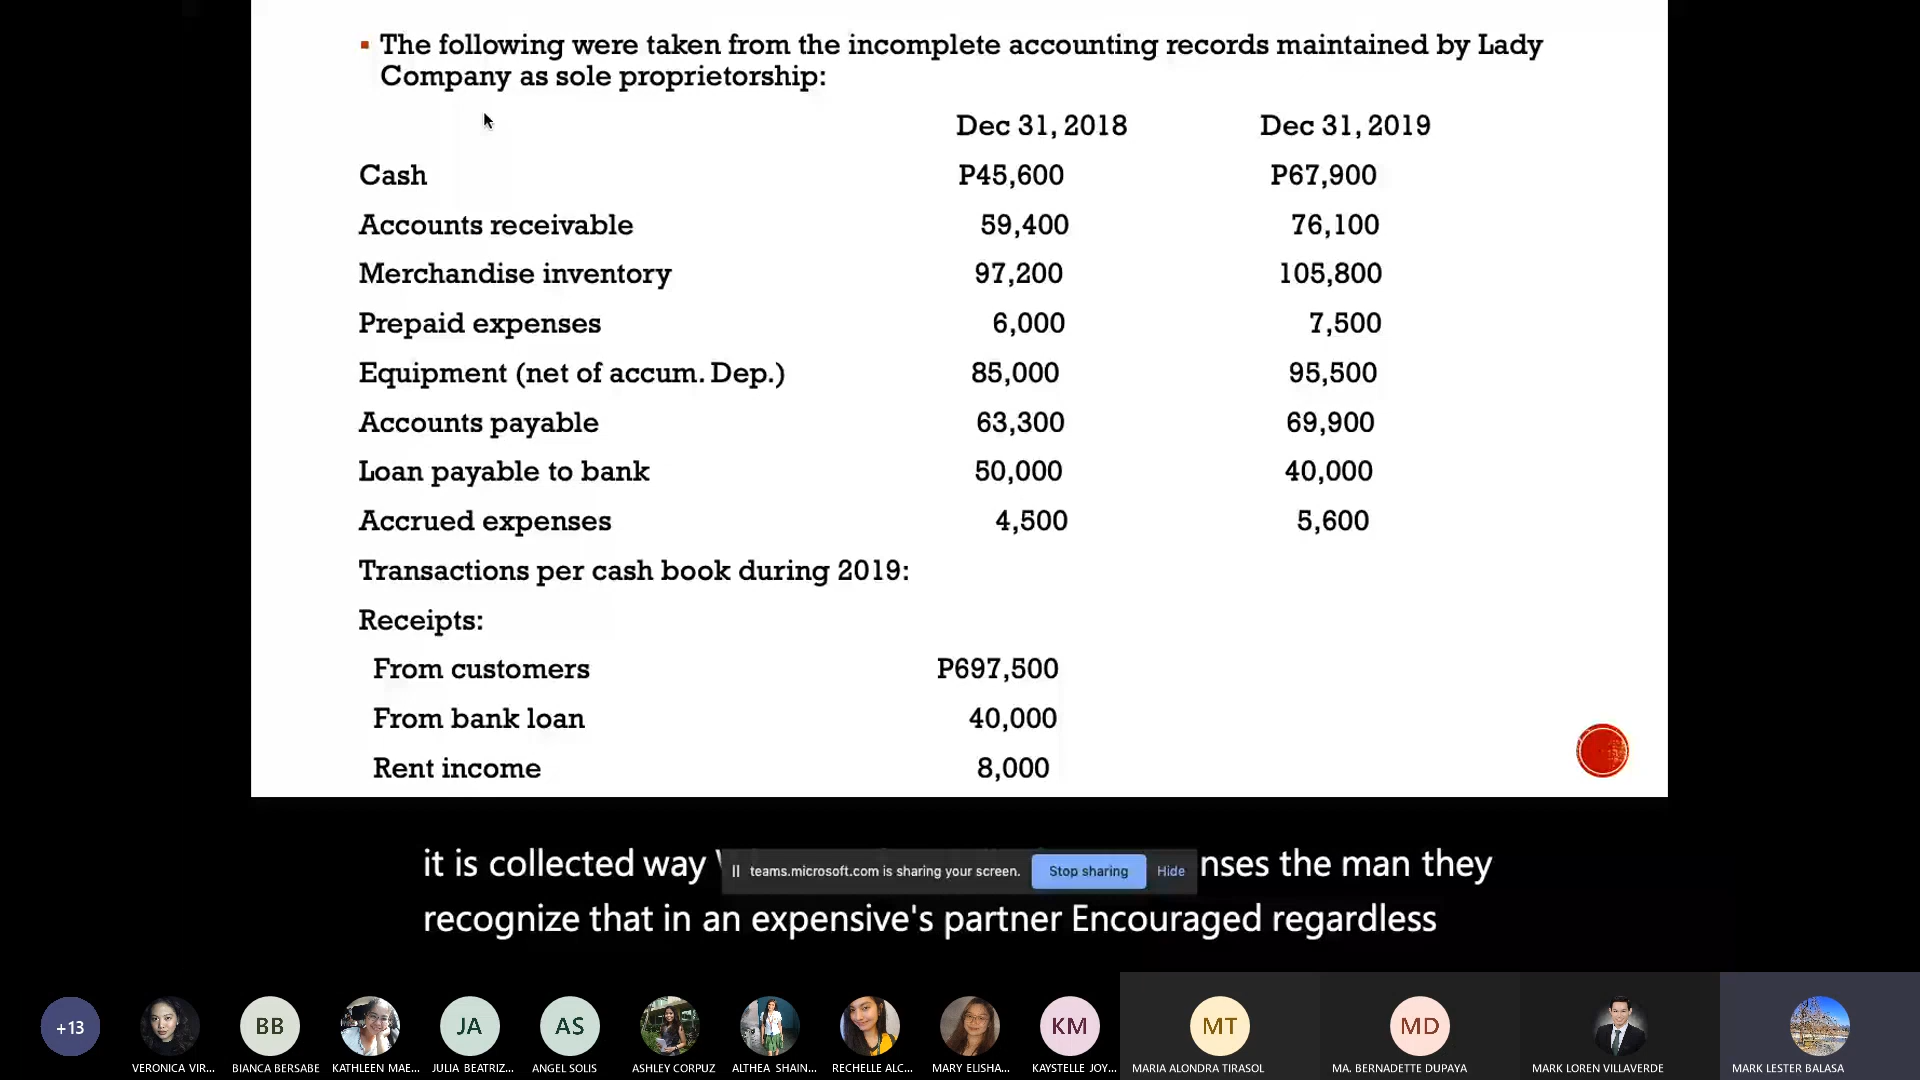 The following were taken from the incomplete accounting records maintained by Lady
Company as sole proprietorship:
Dec 31, 2018 Dec 31, 2019
Cash P45,600 P67,900
Accounts receivable 59,400 76,100
Merchandise inventory 97,200 105,800
Prepaid expenses 6,000 7,500
Equipment (net of accum. Dep.) 85,000 95,500
Accounts payable 63,300 69,900
Loan payable to bank 50,000 40,000
Accrued expenses 4,500 5,600
Transactions per cash book during 2019:
Receipts:
From customers P697,500
From bank loan 40,000
Rent income 8,000
it is collected way nses the man they
teams.microsoft.com is sharing your screen. Stop sharing Hide
recognize that in an expensive's partner Encouraged regardless
+13 BB JA AS KM MT MD
VERONICA VIR... BIANCA BERSABE KATHLEEN MAE... JULIA BEATRIZ... ANGEL SOLIS ASHLEY CORPUZ ALTHEA SHAIN... RECHELLE ALC... MARY ELISHA... KAYSTELLE JOY... MARIA ALONDRA TIRASOL MA. BERNADETTE DUPAYA MARK LOREN VILLAVERDE MARK LESTER BALASA